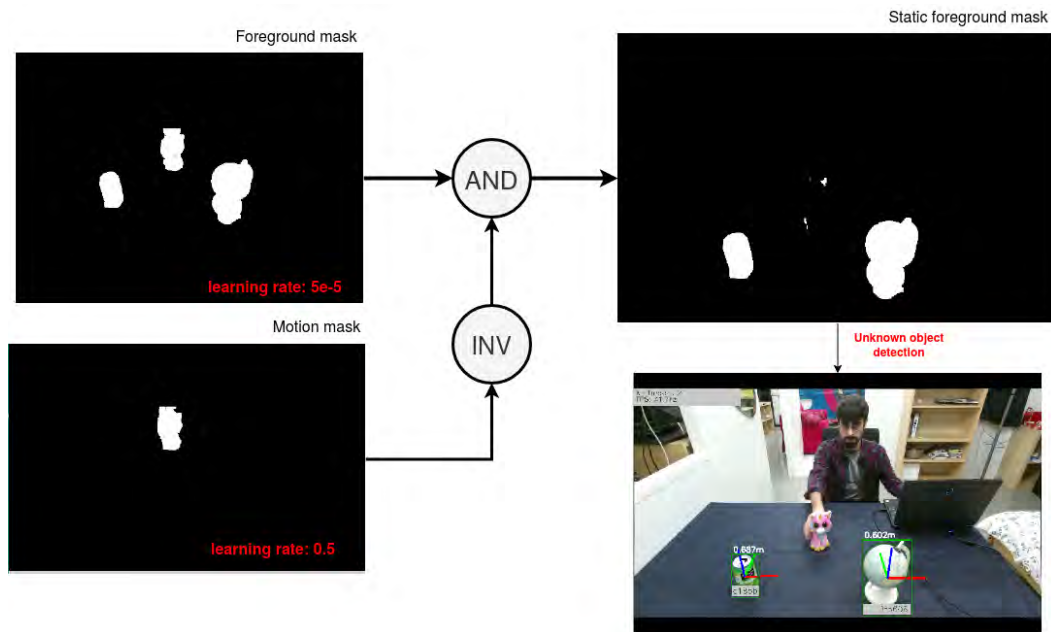 Foreground mask
learning rate: 5e-5
Motion mask
learning rate: 0.5
AND
INV
Static foreground mask
Unknown object
detection
0.687m
0.602m